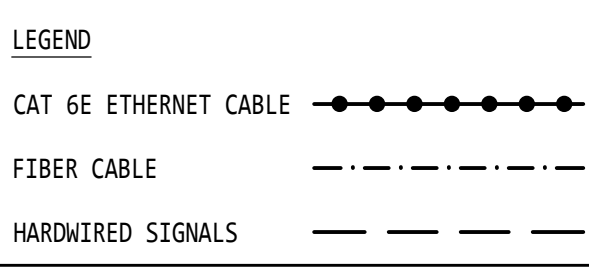 LEGEND
CAT 6E ETHERNET CABLE
FIBER CABLE
HARDWIRED SIGNALS